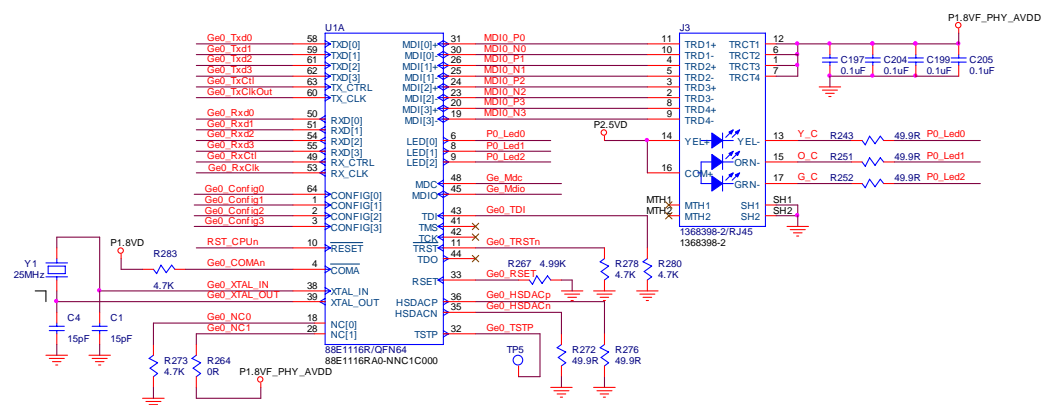 U1A
J3
P1.8VF_PHY_AVDD
Ge0_Txd0 58 TXD[0] MDI[0]+ 31 MDI0_P0 11 TRD1+ TRCT1 12
Ge0_Txd1 59 TXD[1] MDI[0]- 30 MDI0_N0 10 TRD1- TRCT2 6
Ge0_Txd2 61 TXD[2] MDI[1]+ 26 MDI0_P1 4 TRD2+ TRCT3 1
Ge0_Txd3 62 TXD[3] MDI[1]- 25 MDI0_N1 5 TRD2- TRCT4 7
Ge0_TxCtl 63 TX_CTRL MDI[2]+ 24 MDI0_P2 3 TRD3+
Ge0_TxClkOut 60 TX_CLK MDI[2]- 23 MDI0_N2 2 TRD3-
MDI[3]+ 20 MDI0_P3 8 TRD4+
MDI[3]- 19 MDI0_N3 9 TRD4-
C197 C204 C199 C205
0.1uF 0.1uF 0.1uF 0.1uF
Ge0_Rxd0 50 RXD[0]
Ge0_Rxd1 51 RXD[1]
Ge0_Rxd2 54 RXD[2]
Ge0_Rxd3 55 RXD[3]
Ge0_RxCtl 49 RX_CTRL
Ge0_RxClk 53 RX_CLK
P2.5VD
LED[0] 6 P0_Led0 14 YEL+ YEL- 13 Y_C R243 49.9R P0_Led0
LED[1] 8 P0_Led1 ORN- 15 O_C R251 49.9R P0_Led1
LED[2] 9 P0_Led2 16 COM+ GRN- 17 G_C R252 49.9R P0_Led2
MDC 48 Ge_Mdc
MDIO 45 Ge_Mdio
Ge0_Config0 64 CONFIG[0]
Ge0_Config1 1 CONFIG[1]
Ge0_Config2 2 CONFIG[2]
Ge0_Config3 3 CONFIG[3]
MTH1 MTH1 SH1 SH1
MTH2 MTH2 SH2 SH2
1368398-2/RJ45
1368398-2
TDI 43 Ge0_TDI
TMS 41
TCK 42
TRST 11 Ge0_TRSTn
TDO 44
RST_CPUn 10 RESET
P1.8VD
R283
4.7K
Ge0_COMAn 4 COMA
Y1
25MHz
Ge0_XTAL_IN 38 XTAL_IN
Ge0_XTAL_OUT 39 XTAL_OUT
RSET 33 Ge0_RSET
R267 4.99K
R278
4.7K
R280
4.7K
HSDACP 36 Ge0_HSDACp
HSDACN 35 Ge0_HSDACn
C4
15pF
C1
15pF
Ge0_NC0 18 NC[0]
Ge0_NC1 28 NC[1]
TSTP 32 Ge0_TSTP
88E1116R/QFN64
88E1116RA0-NNC1C000
TP5
R273
4.7K
R264
0R
P1.8VF_PHY_AVDD
R272
49.9R
R276
49.9R